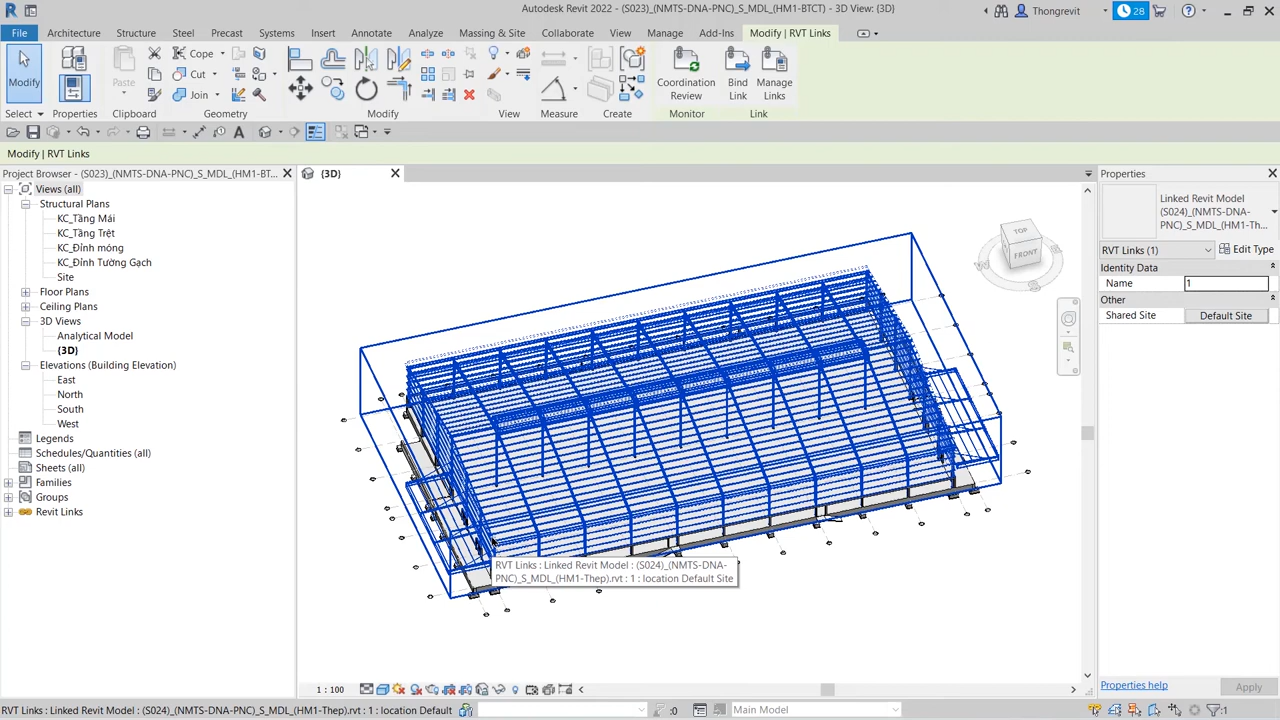 Autodesk Revit 2022 - (S023)_(NMTS-DNA-PNC)_S_MDL_(HM1-BTCT) - 3D View: {3D}
Thongrevit
28
File
Architecture
Structure
Steel
Precast
Systems
Insert
Annotate
Analyze
Massing & Site
Collaborate
View
Manage
Add-Ins
Modify | RVT Links
Modify
Paste
Cope
Cut
Join
Coordination
Review
Bind
Link
Manage
Links
Select
Properties
Clipboard
Geometry
Modify
View
Measure
Create
Monitor
Link
Modify | RVT Links
Project Browser - (S023)_(NMTS-DNA-PNC)_S_MDL_(HM1-BT...
Views (all)
Structural Plans
KC_Tầng Mái
KC_Tầng Trệt
KC_Đỉnh móng
KC_Đỉnh Tường Gạch
Site
Floor Plans
Ceiling Plans
3D Views
Analytical Model
{3D}
Elevations (Building Elevation)
East
North
South
West
Legends
Schedules/Quantities (all)
Sheets (all)
Families
Groups
Revit Links
{3D}
TOP
FRONT
RVT Links : Linked Revit Model : (S024)_(NMTS-DNA-
PNC)_S_MDL_(HM1-Thep).rvt : 1 : location Default Site
Properties
Linked Revit Model
(S024)_(NMTS-DNA-
PNC)_S_MDL_(HM1-Th...
RVT Links (1)
Edit Type
Identity Data
Name
1
Other
Shared Site
Default Site
Properties help
Apply
1 : 100
RVT Links : Linked Revit Model : (S024)_(NMTS-DNA-PNC)_S_MDL_(HM1-Thep).rvt : 1 : location Default
:0
Main Model
:1